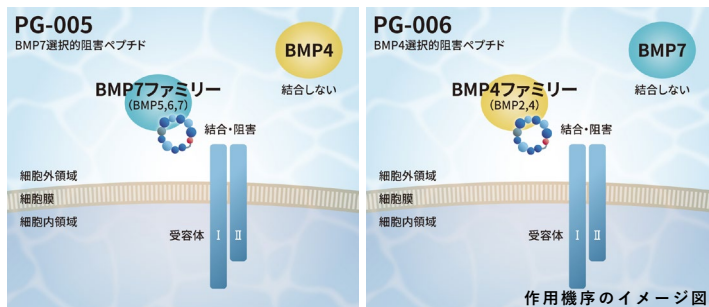 PG-005
BMP7選択的阻害ペプチド
BMP4
結合しない
BMP7ファミリー
(BMP5,6,7)
結合・阻害
細胞外領域
細胞膜
細胞内領域
受容体
I
II
PG-006
BMP4選択的阻害ペプチド
BMP7
結合しない
BMP4ファミリー
(BMP2,4)
結合・阻害
細胞外領域
細胞膜
細胞内領域
受容体
I
II
作用機序のイメージ図